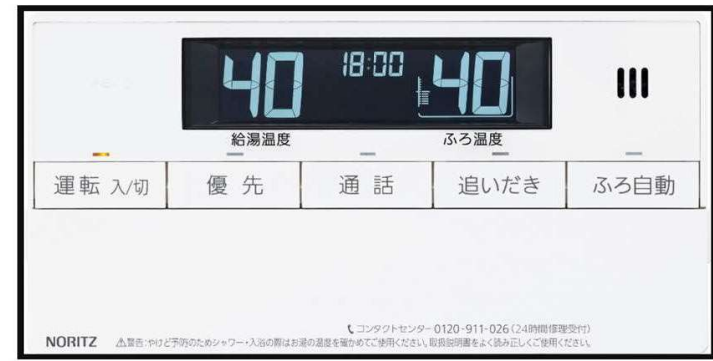 40 18:00 40
給湯温度 ふろ温度
運転 入/切 優先 通話 追いだき ふろ自動
コンタクトセンター 0120-911-026(24時間修理受付)
NORITZ ⚠警告:やけど予防のためシャワー・入浴の際はお湯の温度を確かめてご使用ください。取扱説明書をよく読み正しくご使用ください。